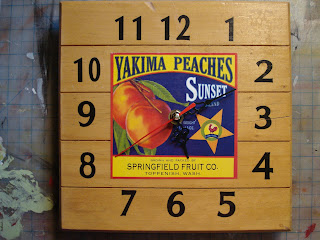 11 12 1
10 2
9 3
8 4
7 6 5
YAKIMA PEACHES
SUNSET
BRAND
SPRINGFIELD FRUIT CO.
TOPPENISH, WASH.